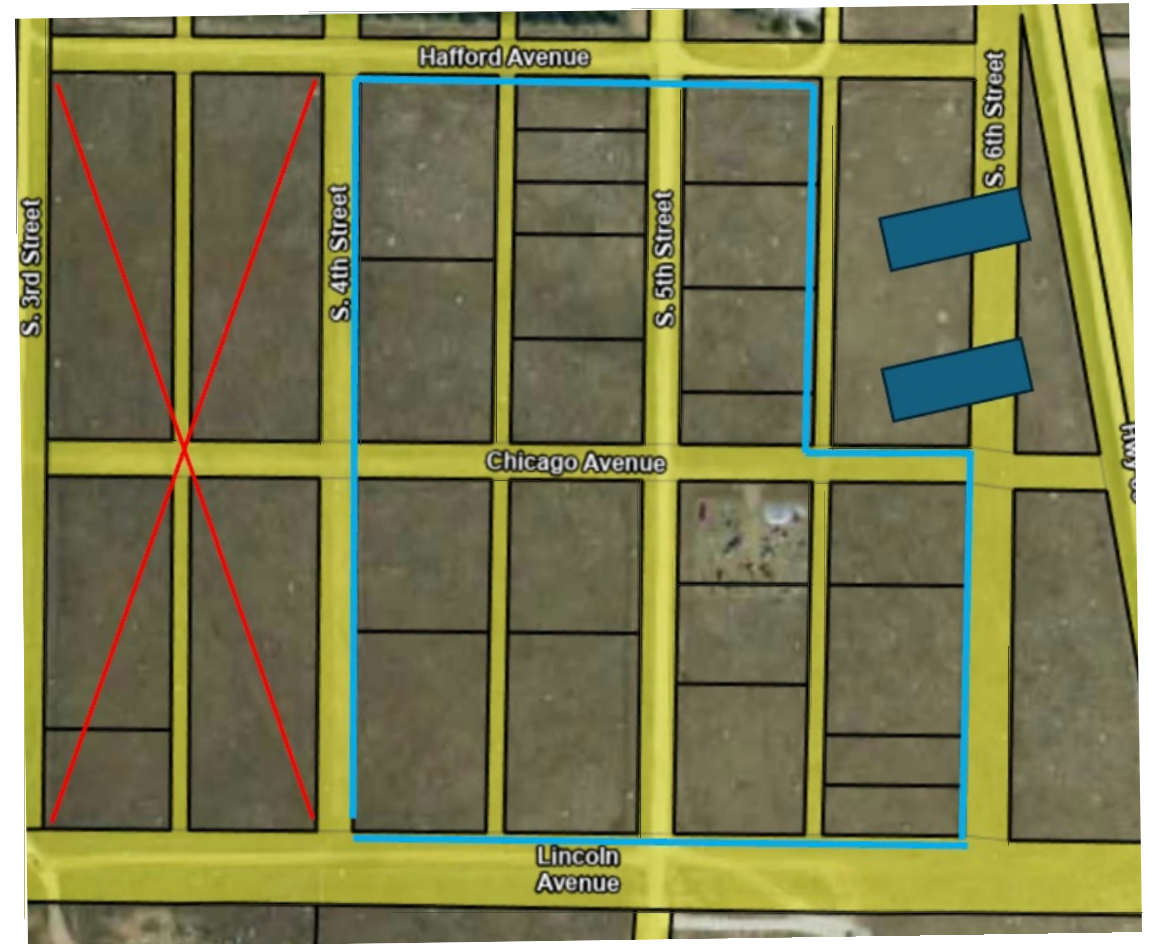 Hafford Avenue
S. 6th Street
S. 3rd Street
S. 4th Street
S. 5th Street
Chicago Avenue
Lincoln
Avenue